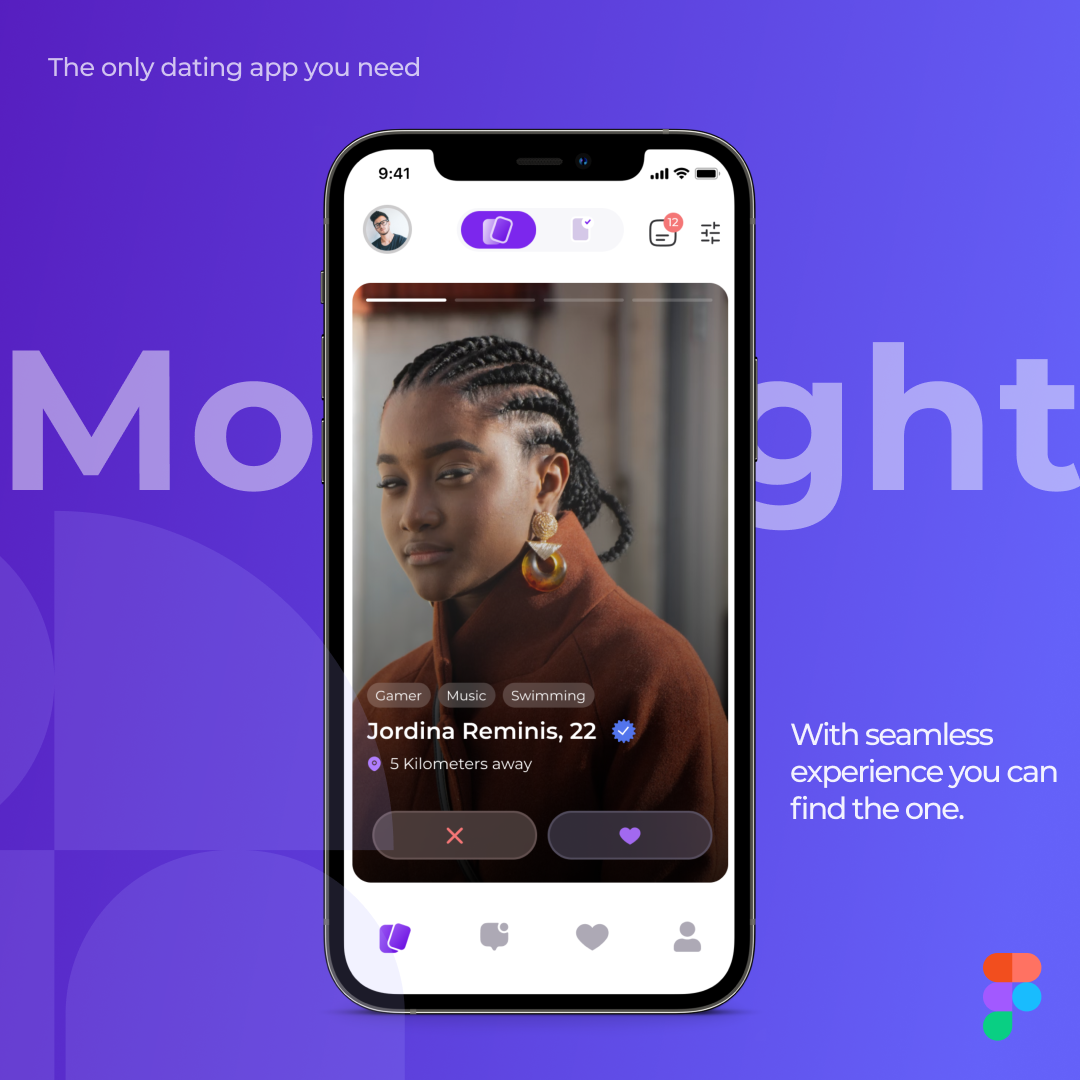 The only dating app you need
9:41
12
Mo ght
Gamer Music Swimming
Jordina Reminis, 22
5 Kilometers away
With seamless
experience you can
find the one.